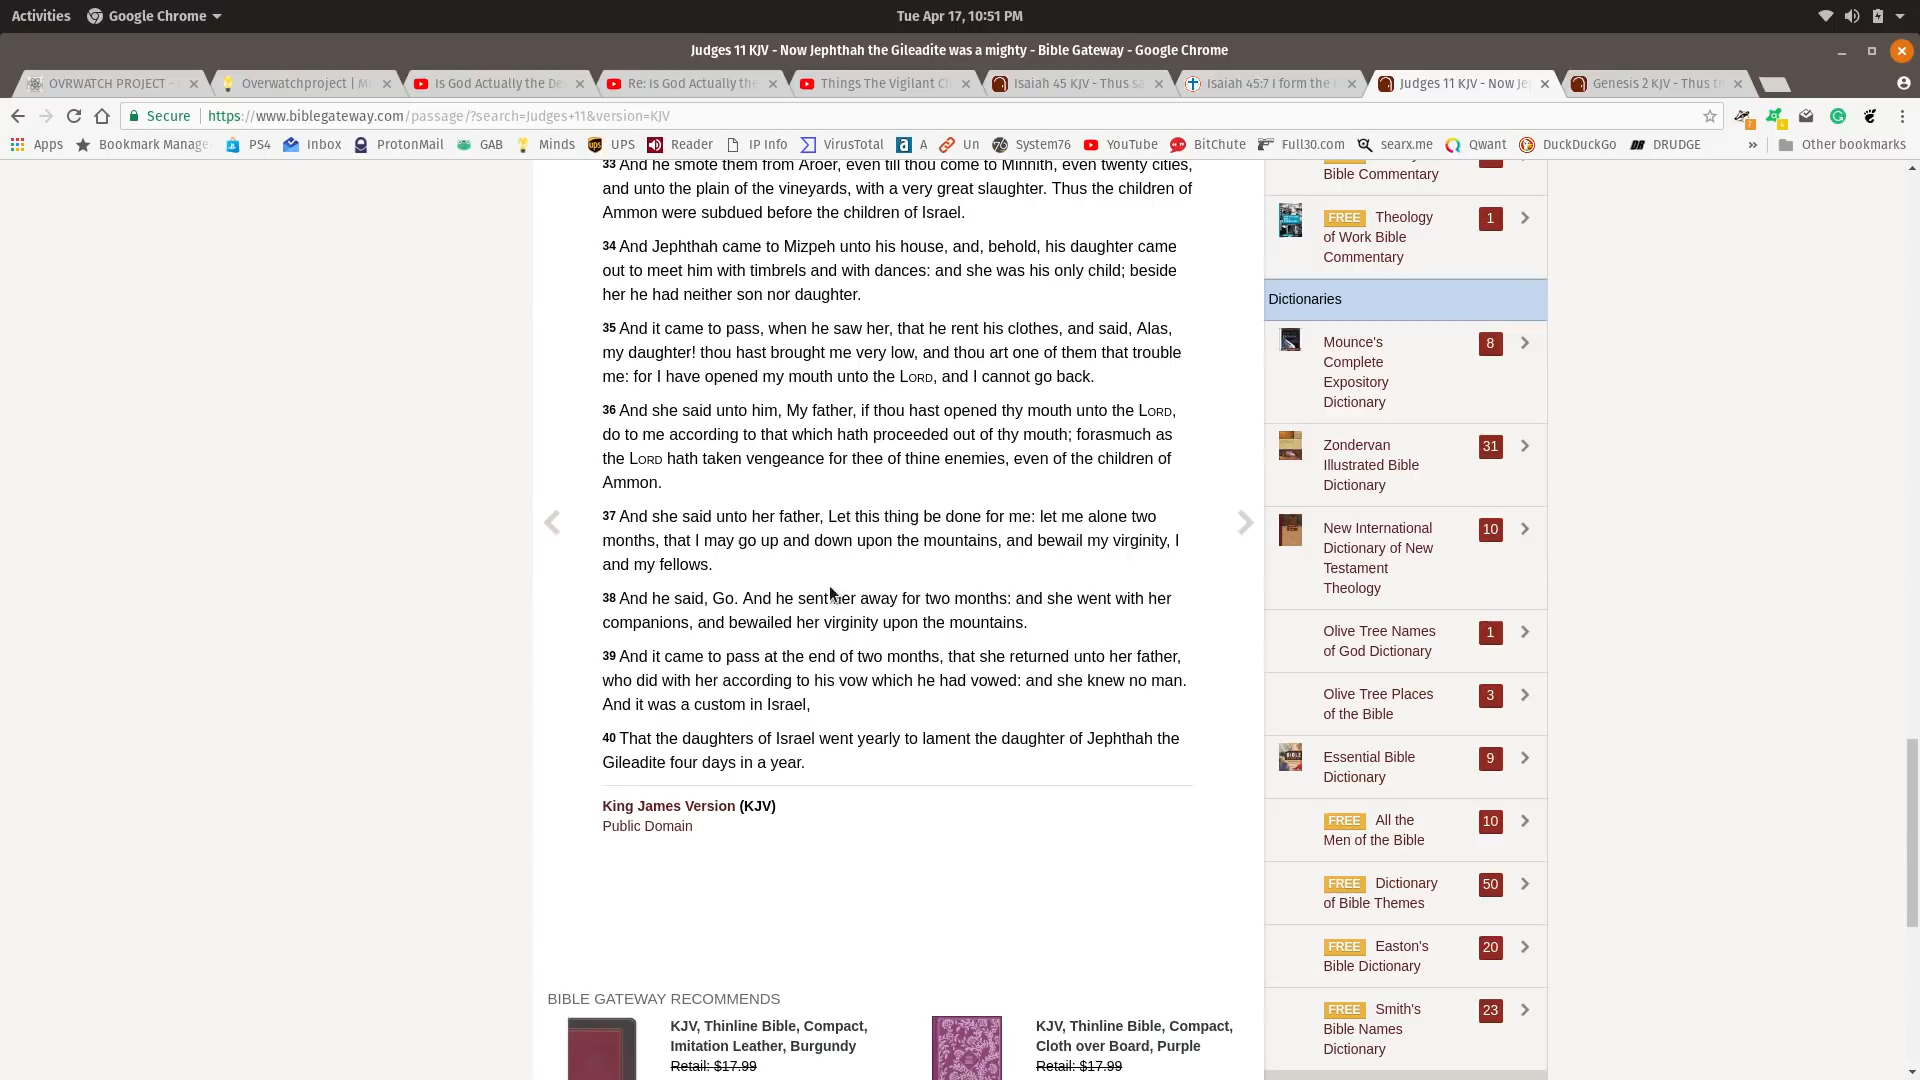 Activities Google Chrome Tue Apr 17, 10:51 PM
Judges 11 KJV - Now Jephthah the Gileadite was a mighty - Bible Gateway - Google Chrome
OVRWATCH PROJECT - Overwatchproject | M Is God Actually the De Re: Is God Actually the Things The Vigilant Ch Isaiah 45 KJV - Thus sa Isaiah 45:7 I form the Judges 11 KJV - Now Je Genesis 2 KJV - Thus t
Secure https://www.biblegateway.com/passage/?search=Judges+11&version=KJV
Apps Bookmark Manage PS4 Inbox ProtonMail GAB Minds UPS Reader IP Info VirusTotal A Un System76 YouTube BitChute Full30.com searx.me Qwant DuckDuckGo DRUDGE » Other bookmarks
33 And he smote them from Aroer, even till thou come to Minnith, even twenty cities,
and unto the plain of the vineyards, with a very great slaughter. Thus the children of
Ammon were subdued before the children of Israel.
34 And Jephthah came to Mizpeh unto his house, and, behold, his daughter came
out to meet him with timbrels and with dances: and she was his only child; beside
her he had neither son nor daughter.
35 And it came to pass, when he saw her, that he rent his clothes, and said, Alas,
my daughter! thou hast brought me very low, and thou art one of them that trouble
me: for I have opened my mouth unto the LORD, and I cannot go back.
36 And she said unto him, My father, if thou hast opened thy mouth unto the LORD,
do to me according to that which hath proceeded out of thy mouth; forasmuch as
the LORD hath taken vengeance for thee of thine enemies, even of the children of
Ammon.
37 And she said unto her father, Let this thing be done for me: let me alone two
months, that I may go up and down upon the mountains, and bewail my virginity, I
and my fellows.
38 And he said, Go. And he sent her away for two months: and she went with her
companions, and bewailed her virginity upon the mountains.
39 And it came to pass at the end of two months, that she returned unto her father,
who did with her according to his vow which he had vowed: and she knew no man.
And it was a custom in Israel,
40 That the daughters of Israel went yearly to lament the daughter of Jephthah the
Gileadite four days in a year.
King James Version (KJV)
Public Domain
BIBLE GATEWAY RECOMMENDS
KJV, Thinline Bible, Compact,
Imitation Leather, Burgundy
Retail: $17.99
KJV, Thinline Bible, Compact,
Cloth over Board, Purple
Retail: $17.99
Bible Commentary
FREE Theology 1
of Work Bible
Commentary
Dictionaries
Mounce's 8
Complete
Expository
Dictionary
Zondervan 31
Illustrated Bible
Dictionary
New International 10
Dictionary of New
Testament
Theology
Olive Tree Names 1
of God Dictionary
Olive Tree Places 3
of the Bible
Essential Bible 9
Dictionary
FREE All the 10
Men of the Bible
FREE Dictionary 50
of Bible Themes
FREE Easton's 20
Bible Dictionary
FREE Smith's 23
Bible Names
Dictionary